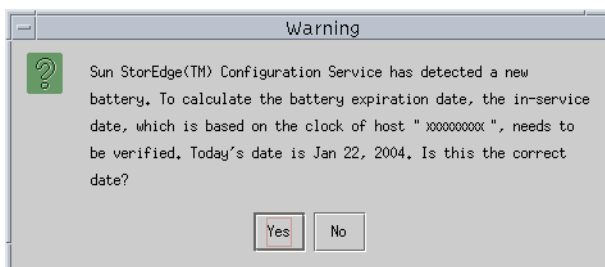 Warning
Sun StorEdge(TM) Configuration Service has detected a new
battery. To calculate the battery expiration date, the in-service
date, which is based on the clock of host " XXXXXXXXX ", needs to
be verified. Today's date is Jan 22, 2004. Is this the correct
date?
Yes No